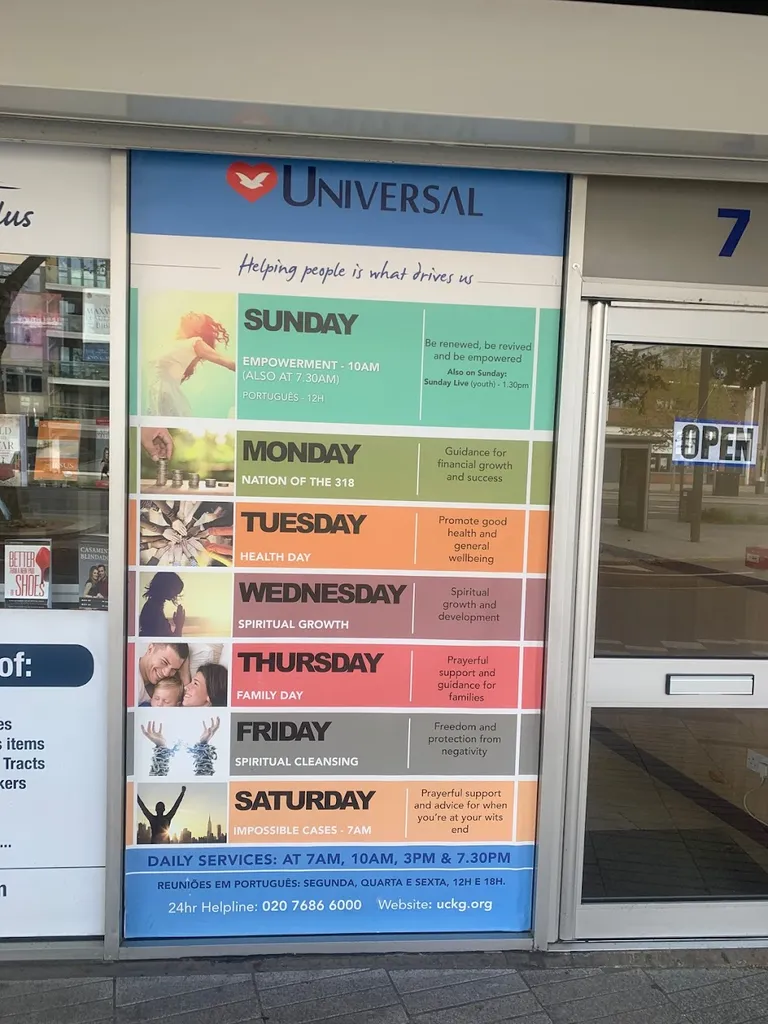 lus
UNIVERSAL
7
Helping people is what drives us
SUNDAY
EMPOWERMENT - 10AM
(ALSO AT 7:30AM)
PORTUGUÊS - 12H
Be renewed, be revived
and be empowered
Also on Sunday:
Sunday Live (youth) - 1.30pm
OPEN
MONDAY
NATION OF THE 318
Guidance for
financial growth
and success
TUESDAY
HEALTH DAY
Promote good
health and
general
wellbeing
WEDNESDAY
SPIRITUAL GROWTH
Spiritual
growth and
development
BETTER
SHOES
THURSDAY
FAMILY DAY
Prayerful
support and
guidance for
families
of:
FRIDAY
SPIRITUAL CLEANSING
Freedom and
protection from
negativity
es
s items
Tracts
kers
...
SATURDAY
IMPOSSIBLE CASES - 7AM
Prayerful support
and advice for when
you're at your wits
end
DAILY SERVICES: AT 7AM, 10AM, 3PM & 7.30PM
REUNIÕES EM PORTUGUÊS: SEGUNDA, QUARTA E SEXTA, 12H E 18H.
24hr Helpline: 020 7686 6000 Website: uckg.org